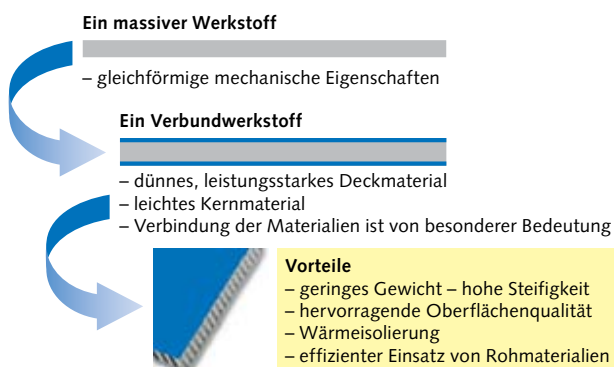 Ein massiver Werkstoff
– gleichförmige mechanische Eigenschaften
Ein Verbundwerkstoff
– dünnes, leistungsstarkes Deckmaterial
– leichtes Kernmaterial
– Verbindung der Materialien ist von besonderer Bedeutung
Vorteile
– geringes Gewicht – hohe Steifigkeit
– hervorragende Oberflächenqualität
– Wärmeisolierung
– effizienter Einsatz von Rohmaterialien